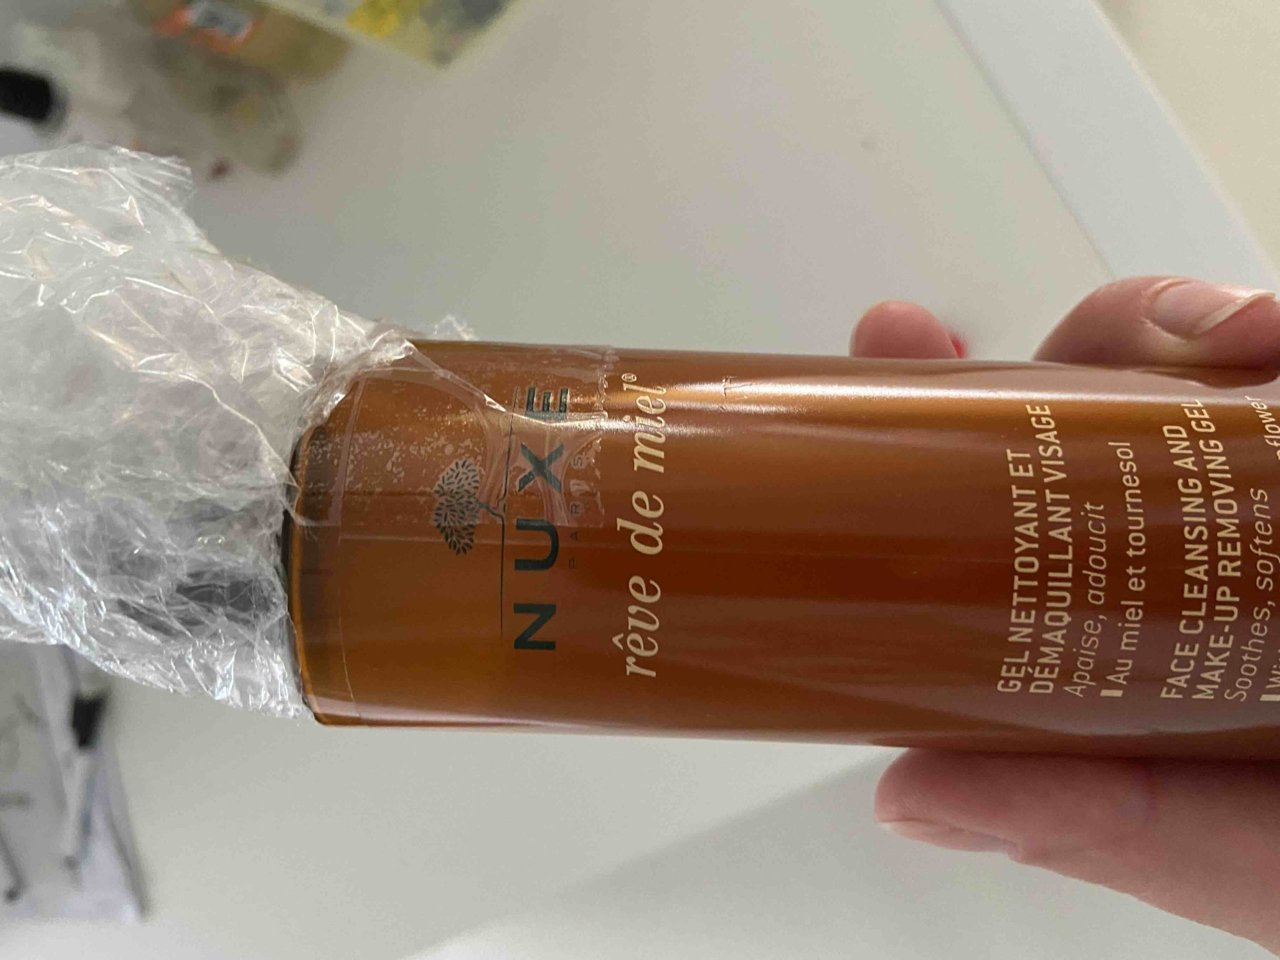 NUXE
PARIS
rêve de miel®
GEL NETTOYANT ET
DÉMAQUILLANT VISAGE
Apaise, adoucit
Au miel et tournesol
FACE CLEANSING AND
MAKE-UP REMOVING GEL
Soothes, softens